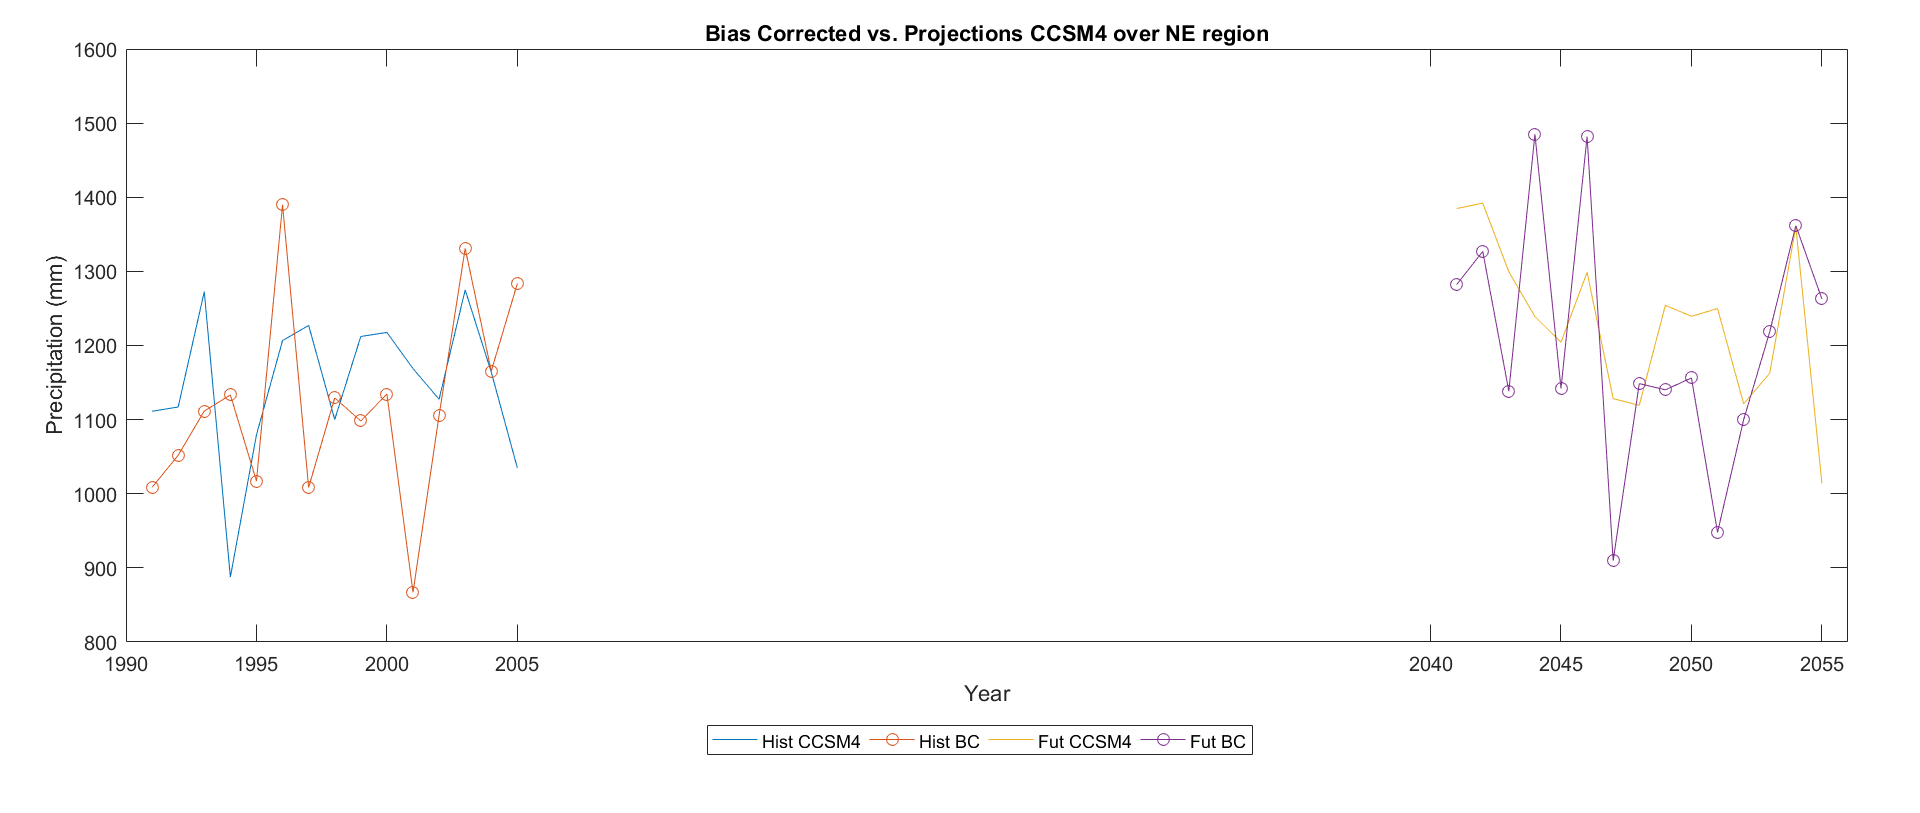 Bias Corrected vs. Projections CCSM4 over NE region
1600
1500
1400
1300
1200
1100
1000
900
800
Precipitation (mm)
1990 1995 2000 2005 2040 2045 2050 2055
Year
Hist CCSM4 Hist BC Fut CCSM4 Fut BC